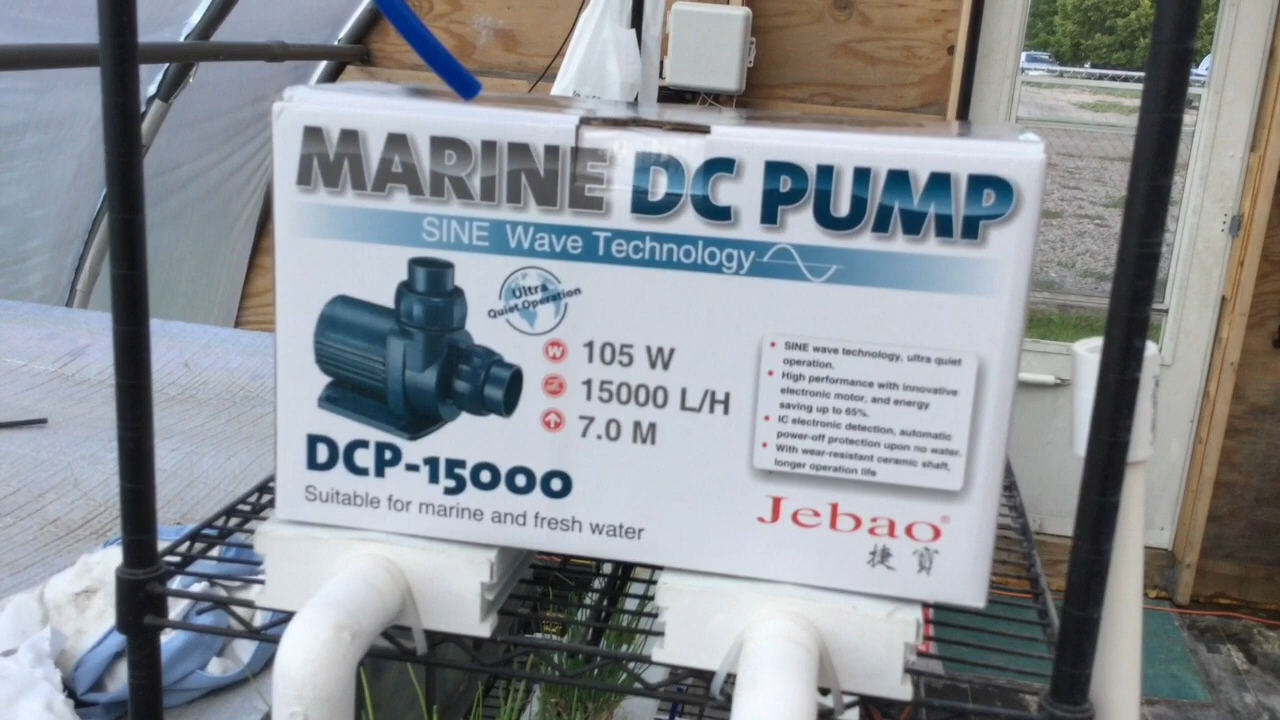 MARINE DC PUMP
SINE Wave Technology
Ultra
Quiet Operation
W 105 W
15000 L/H
7.0 M
DCP-15000
Suitable for marine and fresh water
• SINE wave technology, ultra quiet
operation.
• High performance with innovative
electronic motor, and energy
saving up to 65%.
• IC electronic detection, automatic
power-off protection upon no water.
• With wear-resistant ceramic shaft,
longer operation life
Jebao®
捷寶